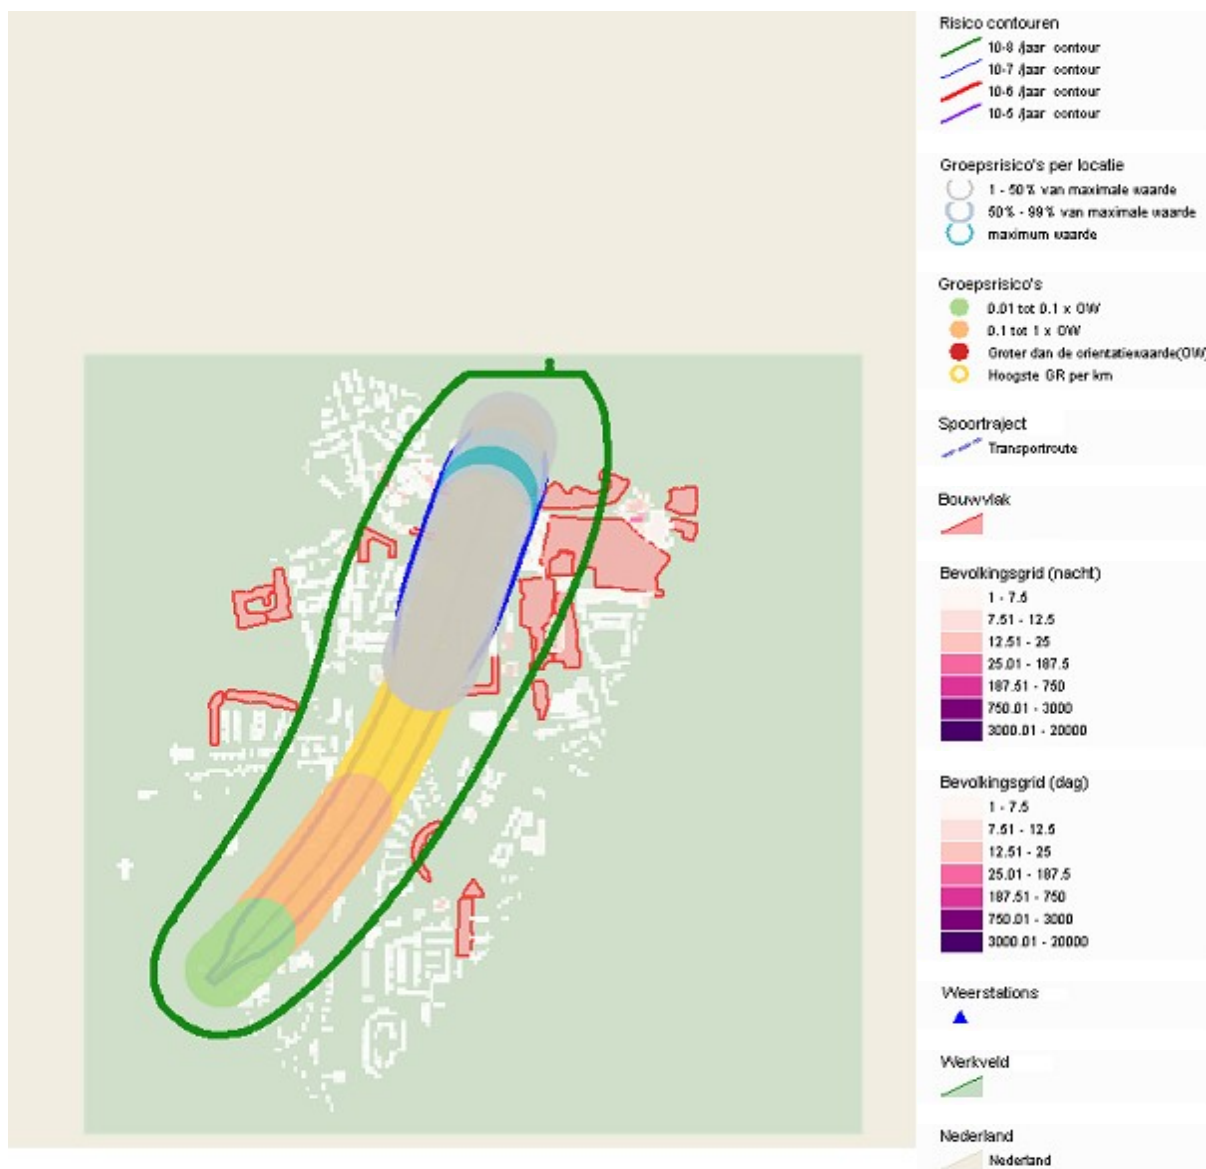 Risico contouren
10-8 /jaar contour
10-7 /jaar contour
10-6 /jaar contour
10-5 /jaar contour
Groepsrisico's per locatie
1 - 50% van maximale waarde
50% - 99% van maximale waarde
maximum waarde
Groepsrisico's
0.01 tot 0.1 x OW
0.1 tot 1 x OW
Groter dan de orientatiewaarde(OW)
Hoogste GR per km
Spoortraject
Transportroute
Bouwvlak
Bevolkingsgrid (nacht)
1 - 7.5
7.51 - 12.5
12.51 - 25
25.01 - 187.5
187.51 - 750
750.01 - 3000
3000.01 - 20000
Bevolkingsgrid (dag)
1 - 7.5
7.51 - 12.5
12.51 - 25
25.01 - 187.5
187.51 - 750
750.01 - 3000
3000.01 - 20000
Weerstations
Werkveld
Nederland
Nederland